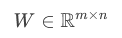 W ∈ ℝ^{m×n}